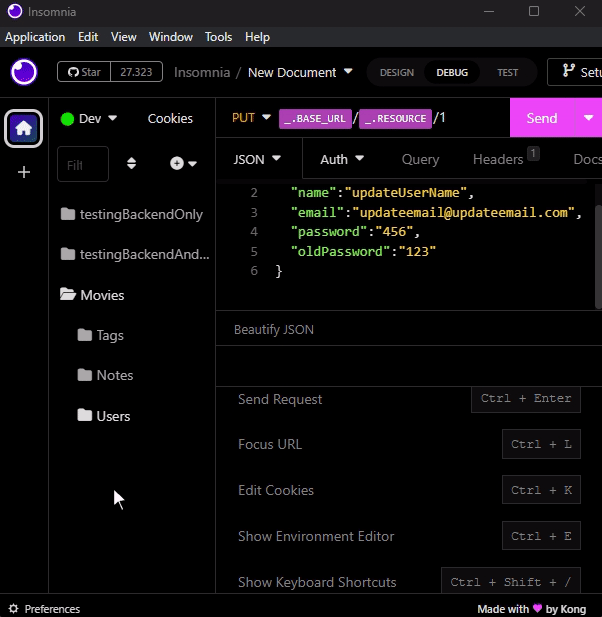 Insomnia
Application Edit View Window Tools Help
Star 27.323 Insomnia / New Document DESIGN DEBUG TEST Setu
Dev Cookies PUT _.BASE_URL / _.RESOURCE /1 Send
Filt JSON Auth Query Headers 1 Docs
2 "name":"updateUserName",
3 "email":"updateemail@updateemail.com",
4 "password":"456",
5 "oldPassword":"123"
6 }
testingBackendOnly
testingBackendAnd...
Movies
Tags
Notes
Users
Beautify JSON
Send Request Ctrl + Enter
Focus URL Ctrl + L
Edit Cookies Ctrl + K
Show Environment Editor Ctrl + E
Show Keyboard Shortcuts Ctrl + Shift + /
Preferences Made with ♥ by Kong